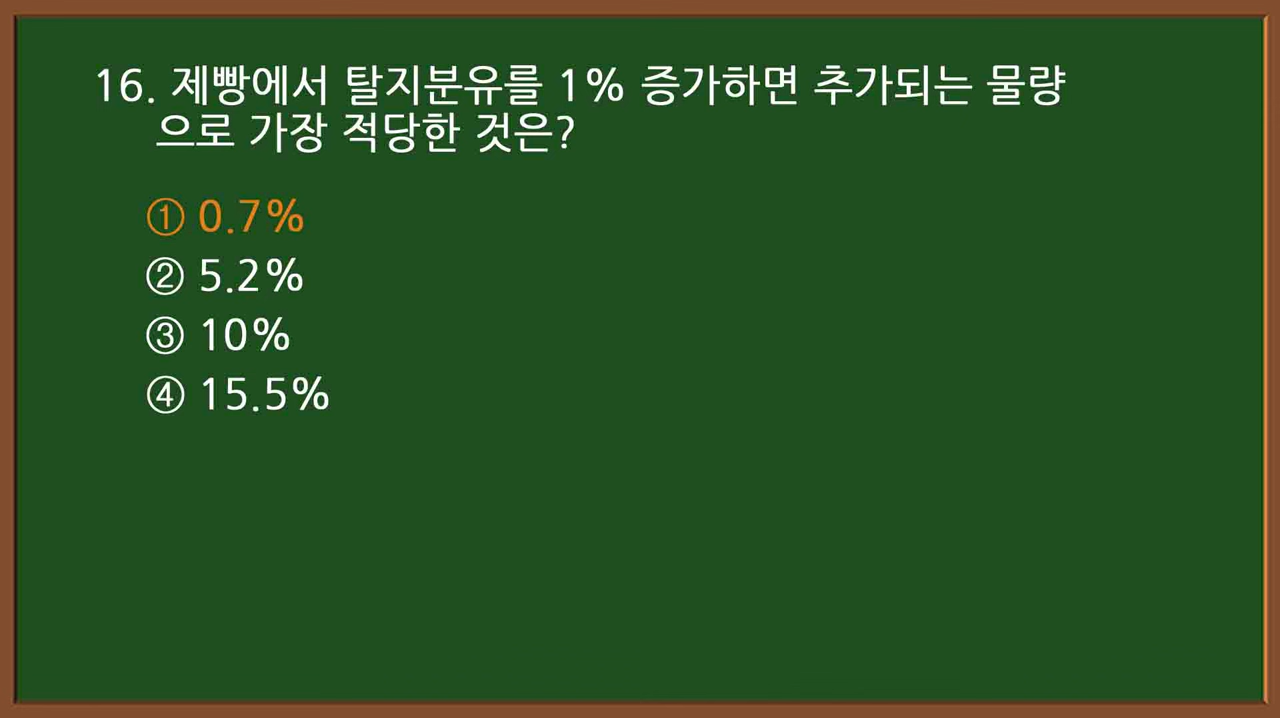 16. 제빵에서 탈지분유를 1% 증가하면 추가되는 물량
으로 가장 적당한 것은?
① 0.7%
② 5.2%
③ 10%
④ 15.5%